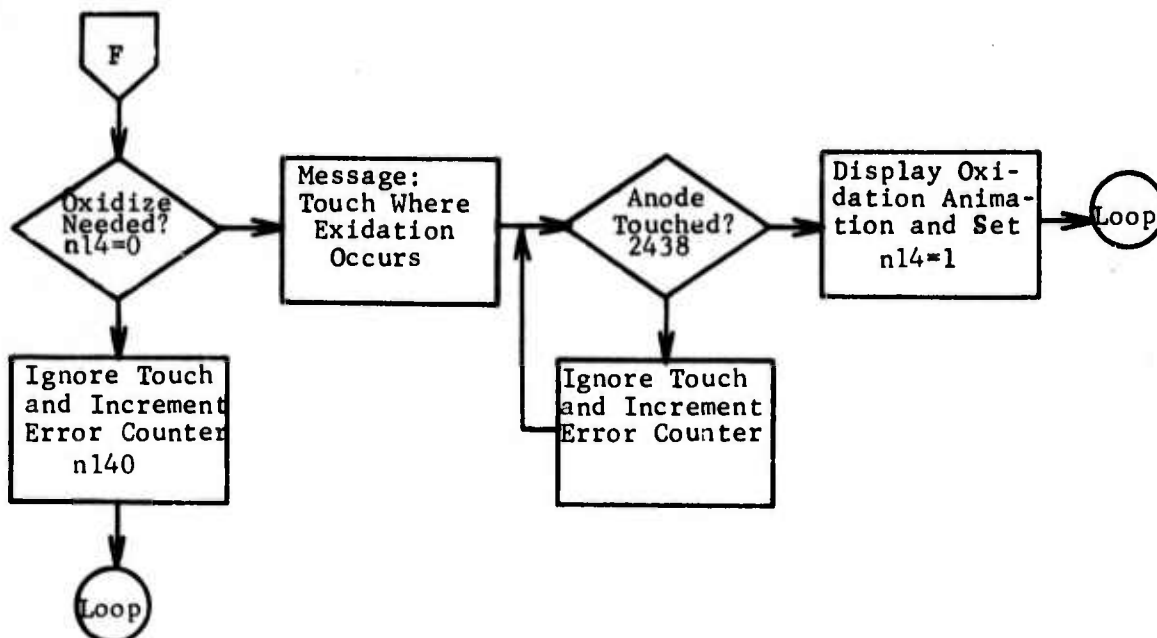 F
Oxidize
Needed?
n14=0
Message:
Touch Where
Exidation
Occurs
Anode
Touched?
2438
Display Oxi-
dation Anima-
tion and Set
n14=1
Loop
Ignore Touch
and Increment
Error Counter
n140
Ignore Touch
and Increment
Error Counter
Loop